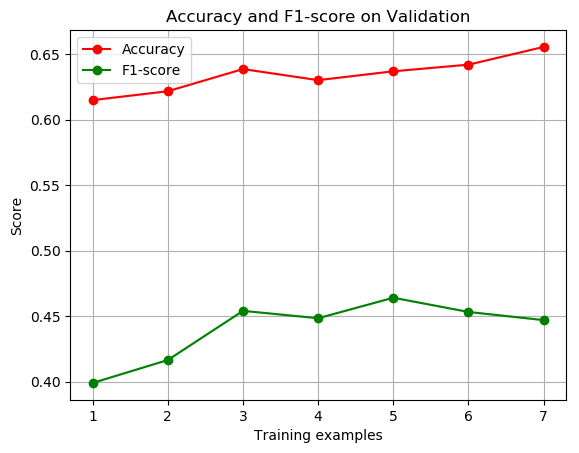 Accuracy and F1-score on Validation
Accuracy
F1-score
0.65
0.60
0.55
0.50
0.45
0.40
Score
1 2 3 4 5 6 7
Training examples